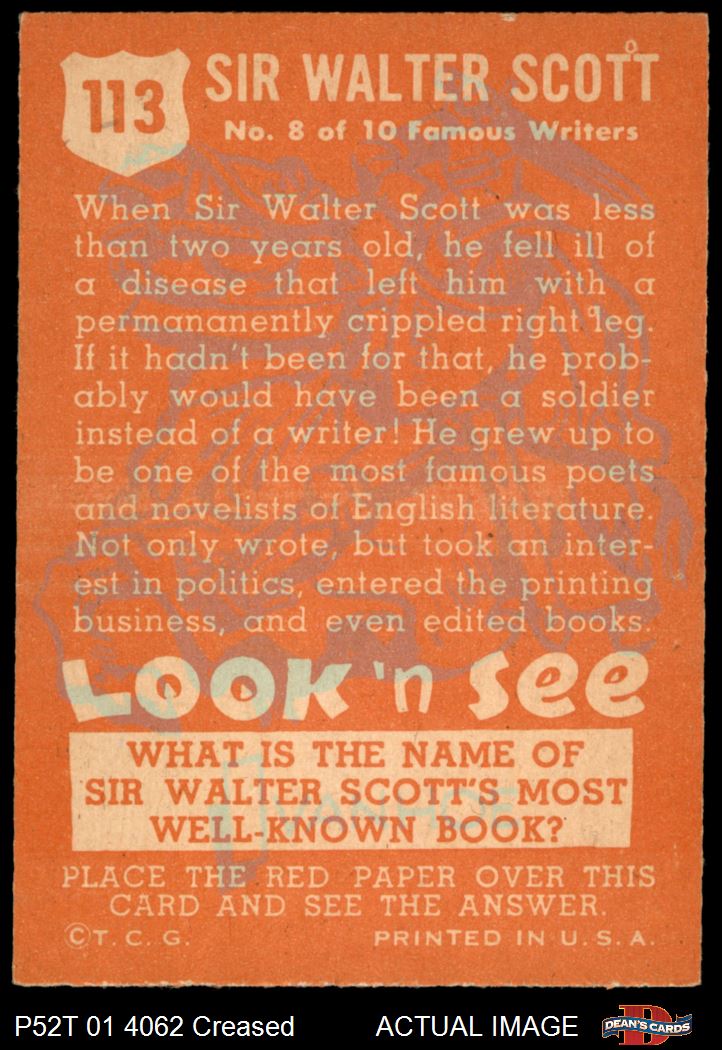 113
SIR WALTER SCOTT
No. 8 of 10 Famous Writers
When Sir Walter Scott was less
than two years old, he fell ill of
a disease that left him with a
permananently crippled right leg.
If it hadn't been for that, he prob-
ably would have been a soldier
instead of a writer! He grew up to
be one of the most famous poets
and novelists of English literature.
Not only wrote, but took an inter-
est in politics, entered the printing
business, and even edited books.
LOOK 'n SEE
WHAT IS THE NAME OF
SIR WALTER SCOTT'S MOST
IVANHOE
WELL-KNOWN BOOK?
PLACE THE RED PAPER OVER THIS
CARD AND SEE THE ANSWER.
© T. C. G. PRINTED IN U. S. A.
P52T 01 4062 Creased ACTUAL IMAGE
D
DEAN'S CARDS